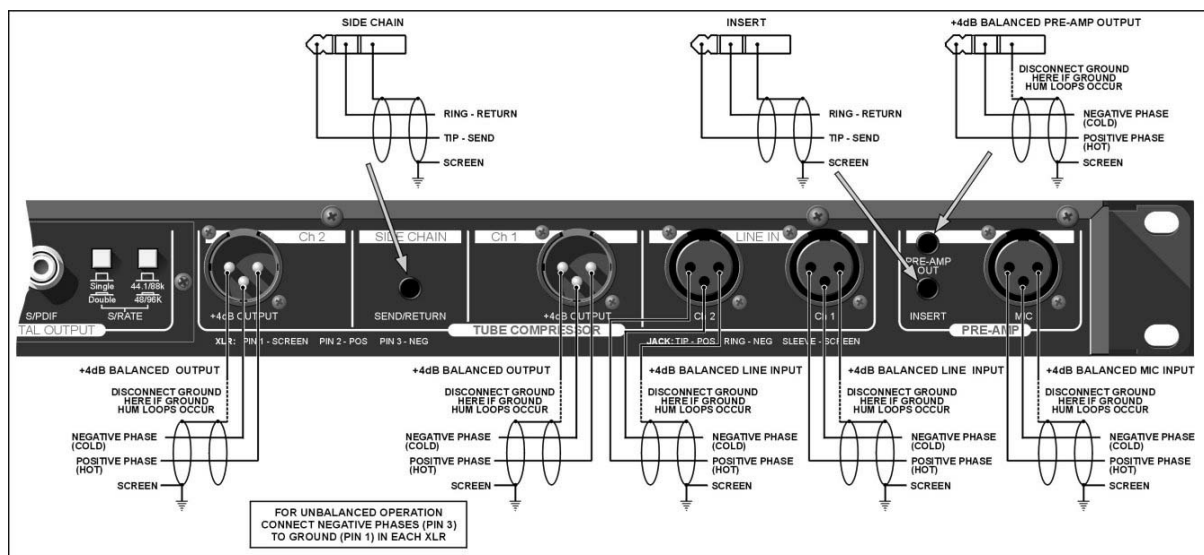 SIDE CHAIN
RING - RETURN
TIP - SEND
SCREEN
INSERT
RING - RETURN
TIP - SEND
SCREEN
+4dB BALANCED PRE-AMP OUTPUT
DISCONNECT GROUND
HERE IF GROUND
HUM LOOPS OCCUR
NEGATIVE PHASE
(COLD)
POSITIVE PHASE
(HOT)
SCREEN
Single
Double
44.1/88k
48/96K
S/PDIF
S/RATE
TAL OUTPUT
Ch 2
+4dB OUTPUT
SIDE CHAIN
SEND/RETURN
Ch 1
+4dB OUTPUT
LINE IN
Ch 2
Ch 1
TUBE COMPRESSOR
PRE-AMP
OUT
INSERT
MIC
PRE-AMP
XLR: PIN 1 - SCREEN PIN 2 - POS PIN 3 - NEG
JACK: TIP - POS RING - NEG SLEEVE - SCREEN
+4dB BALANCED OUTPUT
DISCONNECT GROUND
HERE IF GROUND
HUM LOOPS OCCUR
NEGATIVE PHASE
(COLD)
POSITIVE PHASE
(HOT)
SCREEN
+4dB BALANCED OUTPUT
DISCONNECT GROUND
HERE IF GROUND
HUM LOOPS OCCUR
NEGATIVE PHASE
(COLD)
POSITIVE PHASE
(HOT)
SCREEN
+4dB BALANCED LINE INPUT
DISCONNECT GROUND
HERE IF GROUND
HUM LOOPS OCCUR
NEGATIVE PHASE
(COLD)
POSITIVE PHASE
(HOT)
SCREEN
+4dB BALANCED LINE INPUT
DISCONNECT GROUND
HERE IF GROUND
HUM LOOPS OCCUR
NEGATIVE PHASE
(COLD)
POSITIVE PHASE
(HOT)
SCREEN
+4dB BALANCED MIC INPUT
DISCONNECT GROUND
HERE IF GROUND
HUM LOOPS OCCUR
NEGATIVE PHASE
(COLD)
POSITIVE PHASE
(HOT)
SCREEN
FOR UNBALANCED OPERATION
CONNECT NEGATIVE PHASES (PIN 3)
TO GROUND (PIN 1) IN EACH XLR